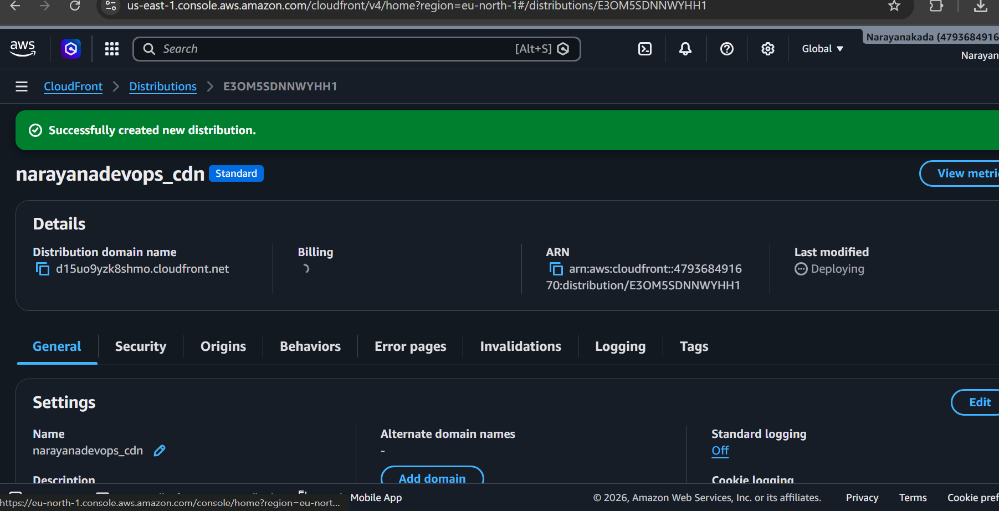 us-east-1.console.aws.amazon.com/cloudfront/v4/home?region=eu-north-1#/distributions/E3OM5SDNNWYHH1
aws
Search
[Alt+S]
Global
Narayanakada (4793684916
Narayan
CloudFront > Distributions > E3OM5SDNNWYHH1
Successfully created new distribution.
narayanadevops_cdn
Standard
View metri
Details
Distribution domain name
d15uo9yzk8shmo.cloudfront.net
Billing
ARN
arn:aws:cloudfront::4793684916
70:distribution/E3OM5SDNNWYHH1
Last modified
Deploying
General
Security
Origins
Behaviors
Error pages
Invalidations
Logging
Tags
Settings
Edit
Name
narayanadevops_cdn
Alternate domain names
-
Add domain
Standard logging
Off
Description
Cookie logging
Mobile App
© 2026, Amazon Web Services, Inc. or its affiliates.
Privacy
Terms
Cookie pref
https://eu-north-1.console.aws.amazon.com/console/home?region=eu-nort...